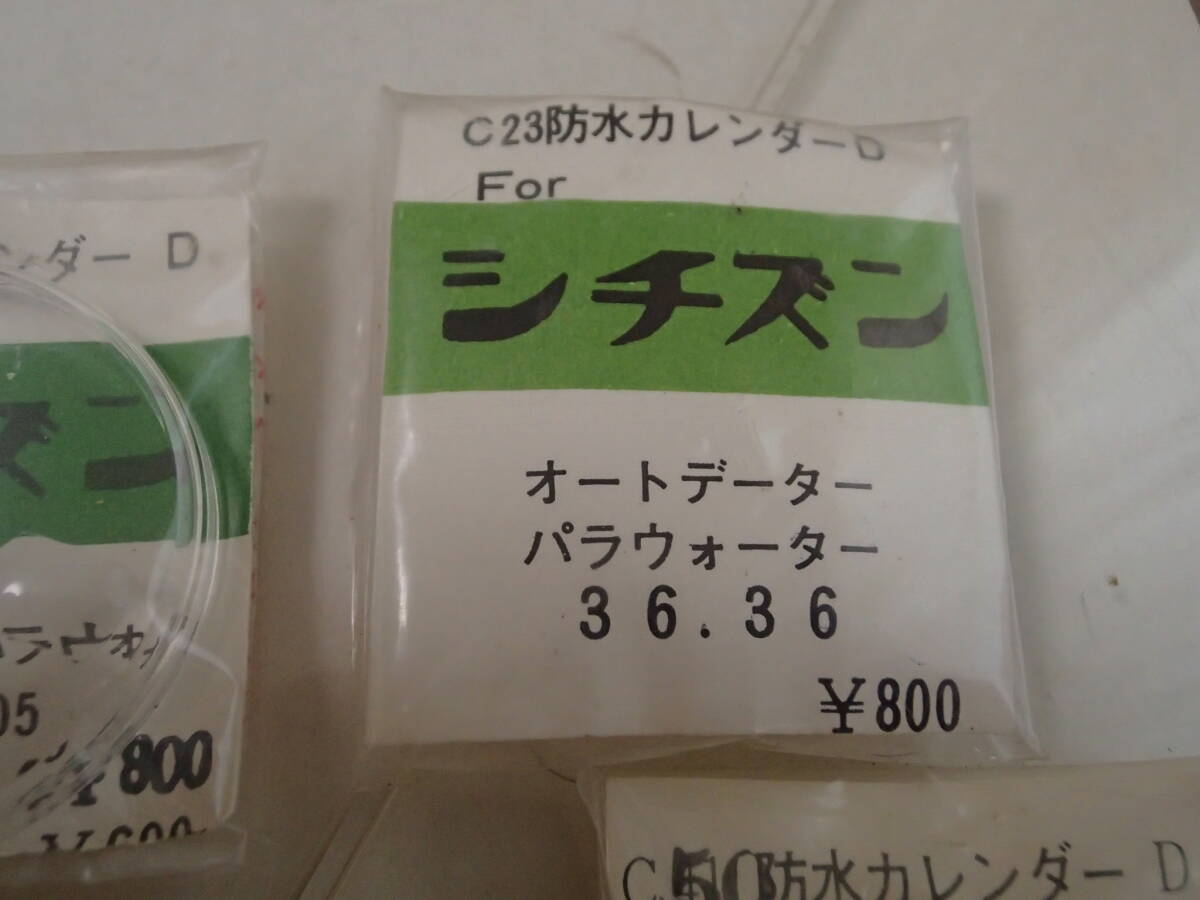 C23防水カレンダーD
For
シチズン
オートデーター
パラウォーター
36.36
¥800
ンダー D
ズン
05
¥800
¥600
防水カレンダー D